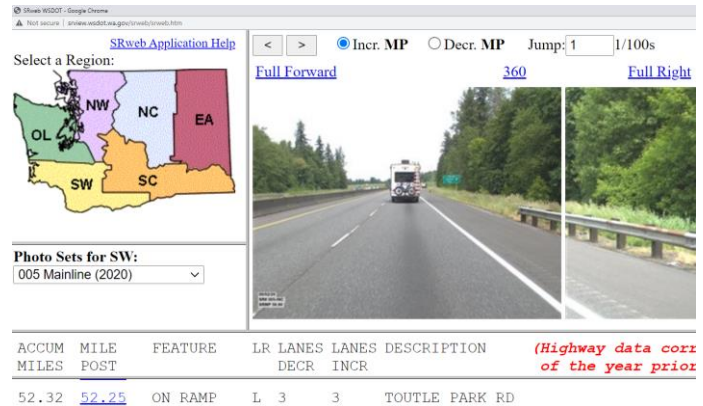 SRweb WSDOT - Google Chrome
Not secure | srview.wsdot.wa.gov/srweb/srweb.htm
SRweb Application Help
Select a Region:
NW
NC
EA
OL
SW
SC
Photo Sets for SW:
005 Mainline (2020)
< > Incr. MP Decr. MP Jump: 1 1/100s
Full Forward 360 Full Right
ACCUM MILE FEATURE LR LANES LANES DESCRIPTION (Highway data corr
MILES POST DECR INCR of the year prior
52.32 52.25 ON RAMP L 3 3 TOUTLE PARK RD